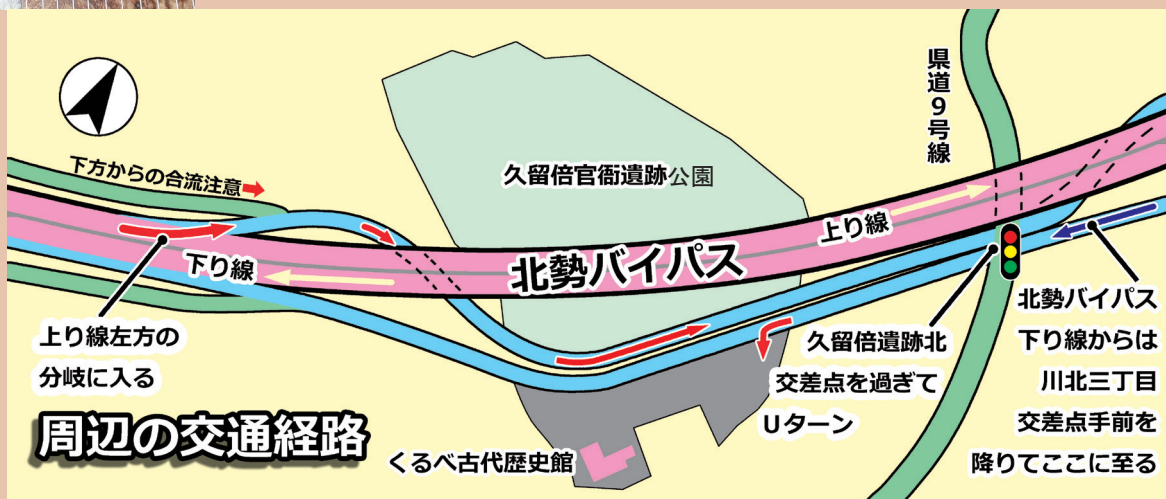 県道9号線
下方からの合流注意
久留倍官衙遺跡公園
上り線
北勢バイパス
下り線
上り線左方の
分岐に入る
久留倍遺跡北
交差点を過ぎて
Uターン
北勢バイパス
下り線からは
川北三丁目
交差点手前を
降りてここに至る
周辺の交通経路
くるべ古代歴史館